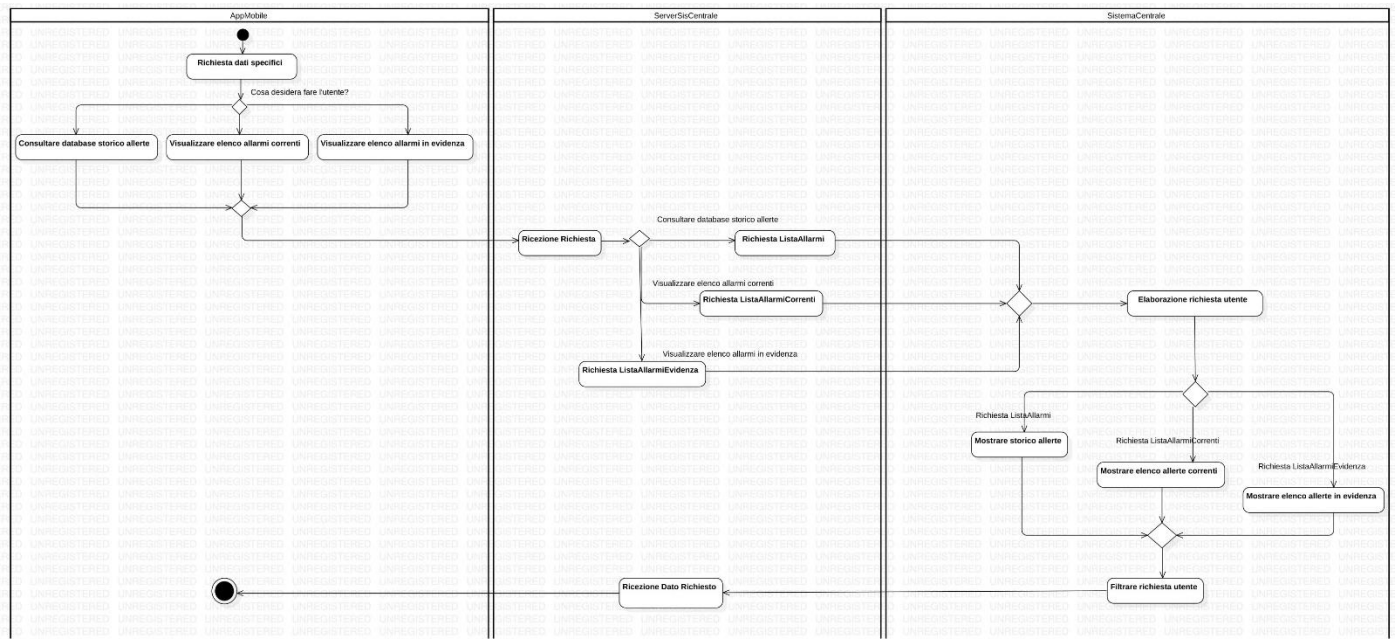 AppMobile
ServerSisCentrale
SistemaCentrale
Richiesta dati specifici
Cosa desidera fare l'utente?
Consultare database storico allerte
Visualizzare elenco allarmi correnti
Visualizzare elenco allarmi in evidenza
Ricezione Richiesta
Consultare database storico allerte
Richiesta ListaAllarmi
Visualizzare elenco allarmi correnti
Richiesta ListaAllarmiCorrenti
Visualizzare elenco allarmi in evidenza
Richiesta ListaAllarmiEvidenza
Elaborazione richiesta utente
Richiesta ListaAllarmi
Mostrare storico allerte
Richiesta ListaAllarmiCorrenti
Mostrare elenco allerte correnti
Richiesta ListaAllarmiEvidenza
Mostrare elenco allerte in evidenza
Filtrare richiesta utente
Ricezione Dato Richiesto
UNREGISTERED